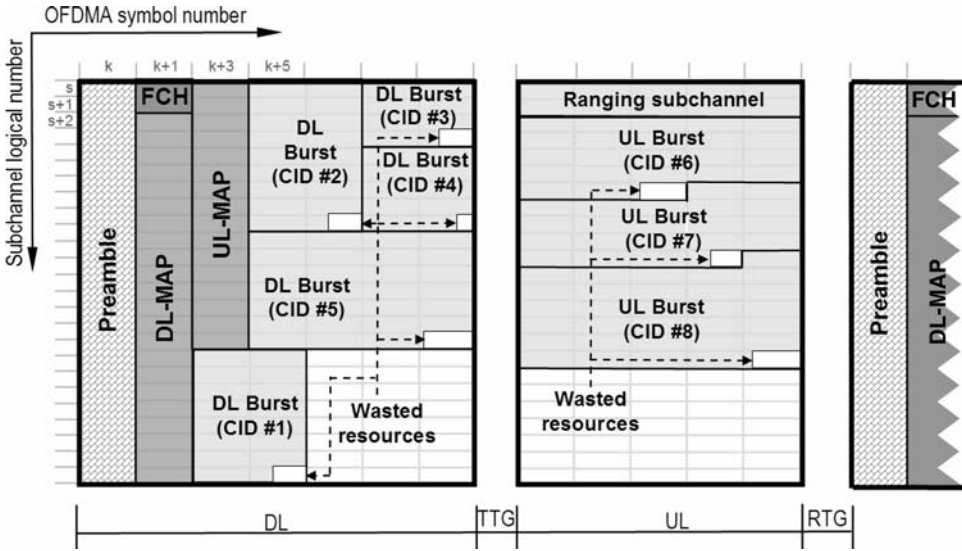 OFDMA symbol number
Subchannel logical number
k
k+1
k+3
k+5
s
s+1
s+2
Preamble
FCH
DL-MAP
UL-MAP
DL
Burst
(CID #2)
DL Burst
(CID #3)
DL Burst
(CID #4)
DL Burst
(CID #5)
DL Burst
(CID #1)
Wasted
resources
Ranging subchannel
UL Burst
(CID #6)
UL Burst
(CID #7)
UL Burst
(CID #8)
Wasted
resources
Preamble
FCH
DL-MAP
DL
TTG
UL
RTG